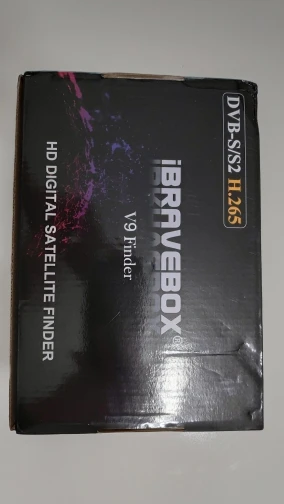 DVB-S/S2 H.265
iBRAVEBOX®
V9 Finder
HD DIGITAL SATELLITE FINDER